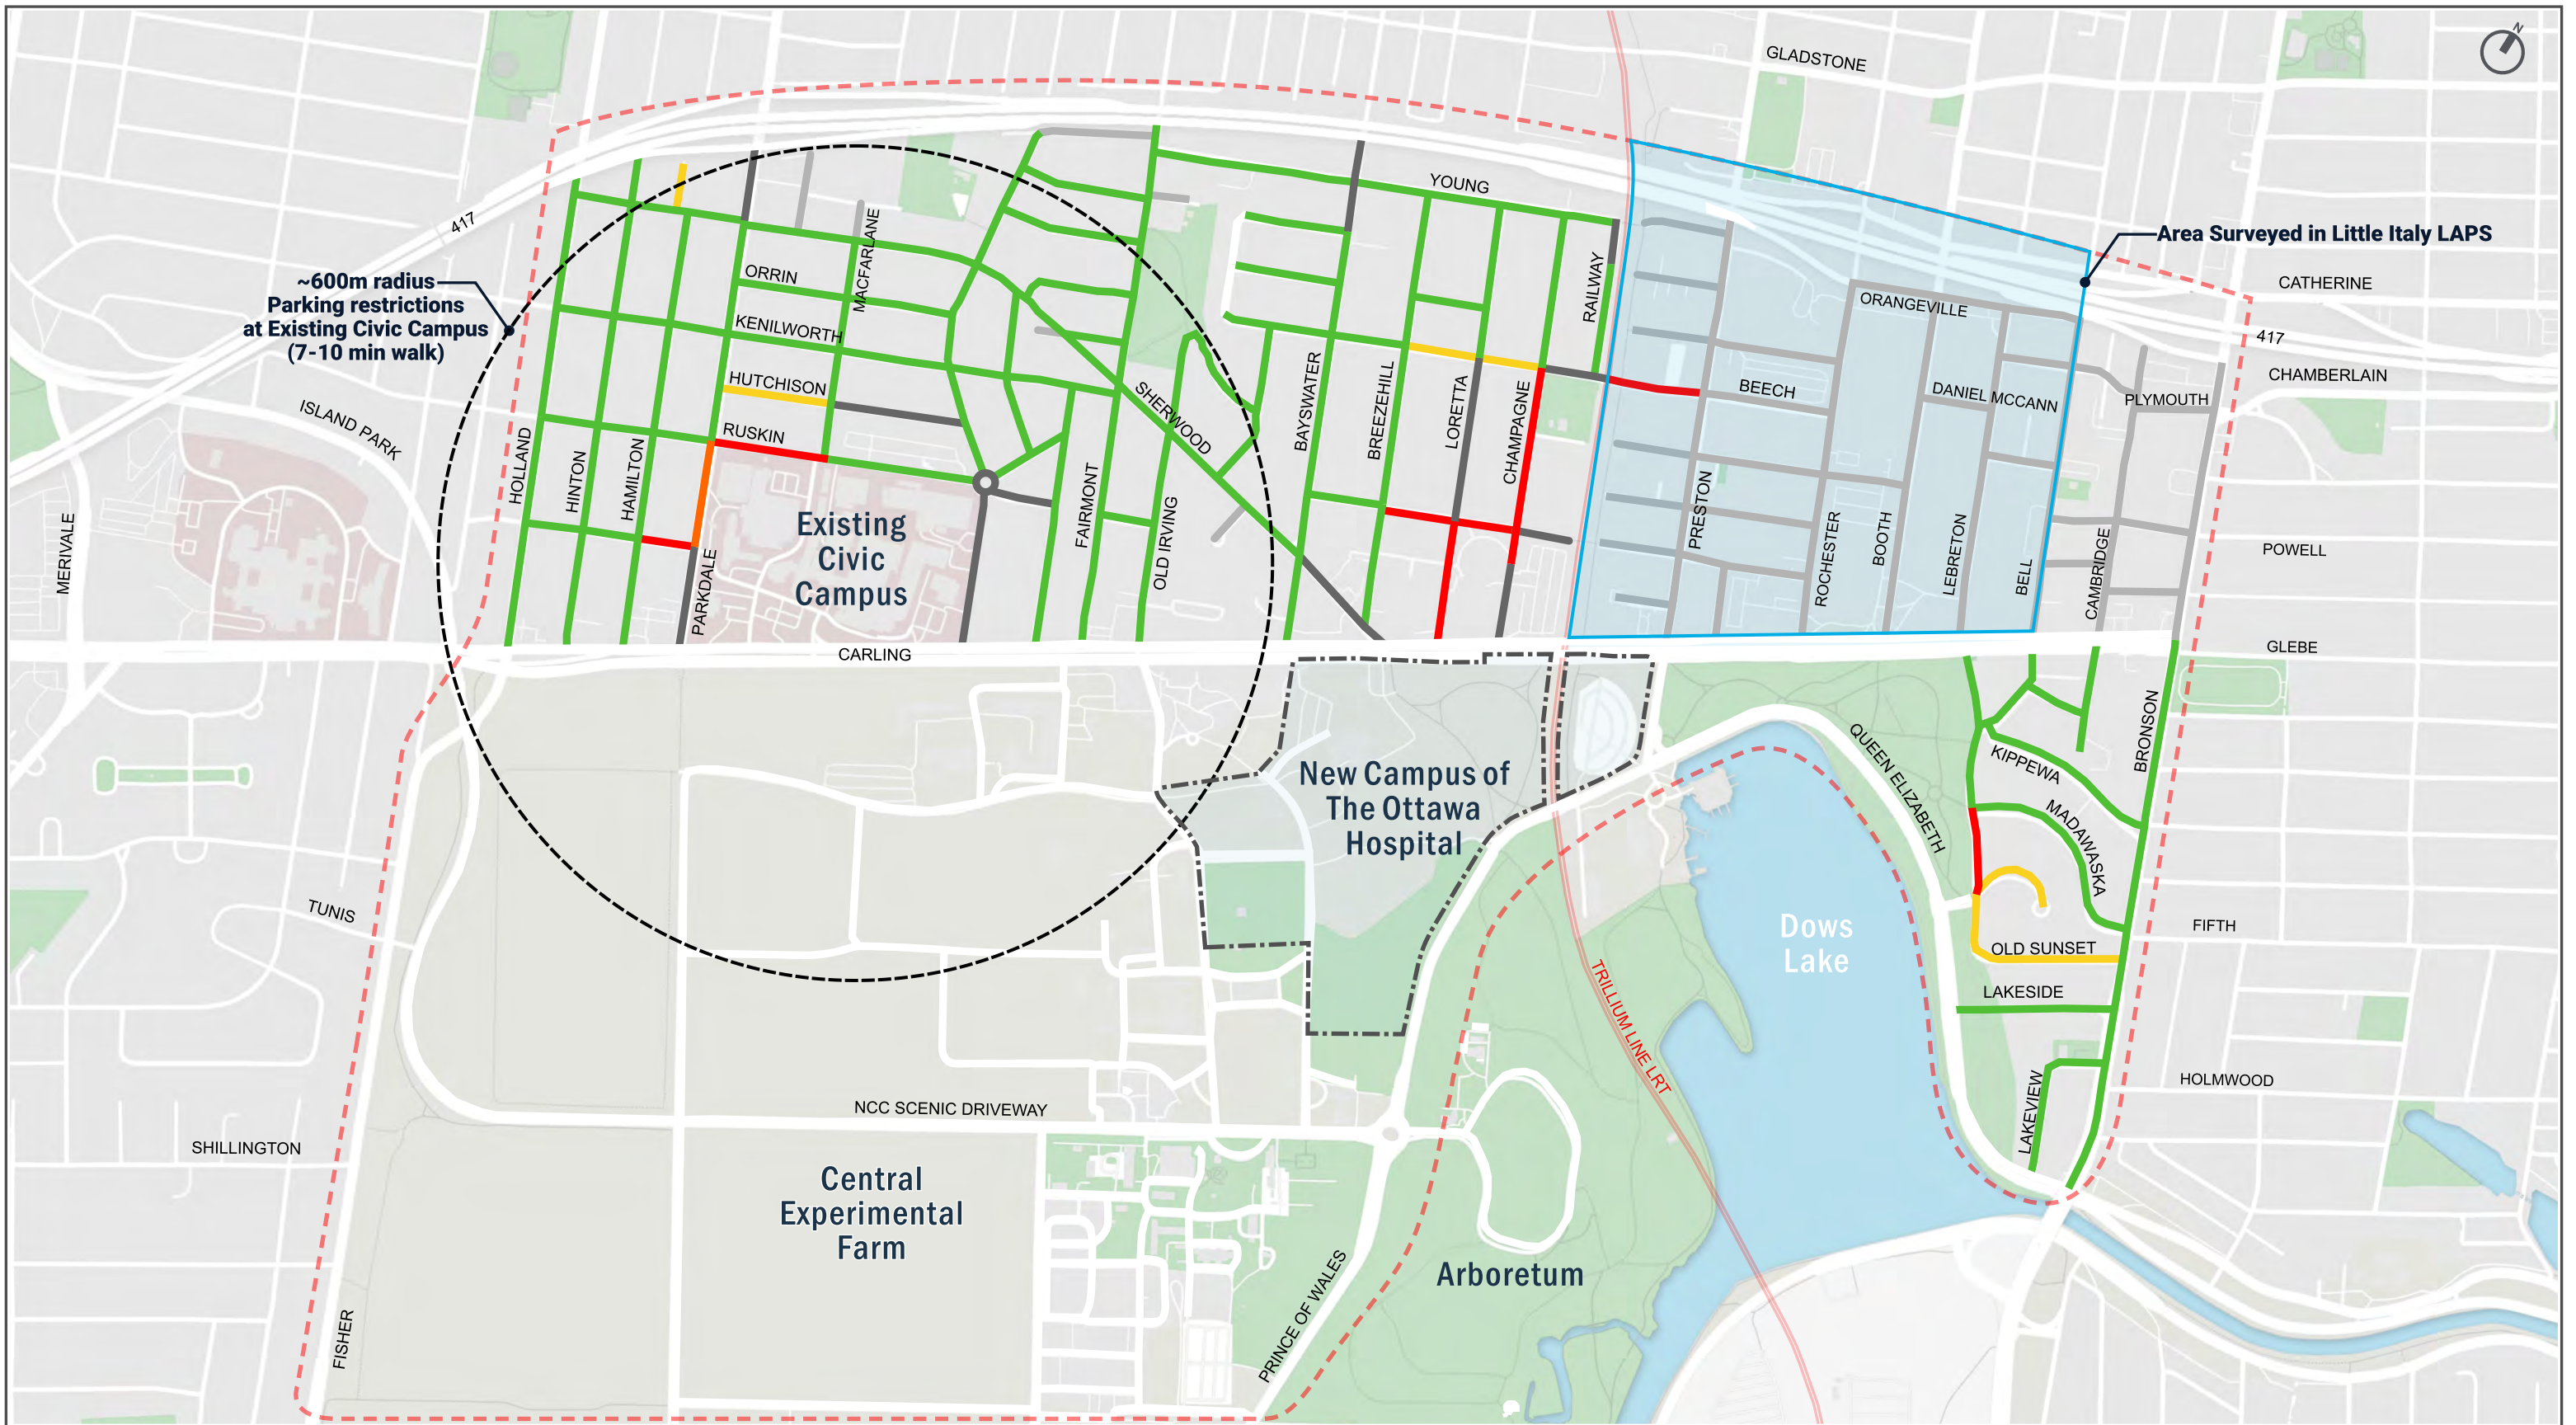 N
GLADSTONE
417
YOUNG
Area Surveyed in Little Italy LAPS
~600m radius
Parking restrictions
at Existing Civic Campus
(7-10 min walk)
ORRIN
MACFARLANE
RAILWAY
ORANGEVILLE
CATHERINE
417
KENILWORTH
HUTCHISON
RUSKIN
SHERWOOD
BEECH
DANIEL MCCANN
PLYMOUTH
CHAMBERLAIN
ISLAND PARK
HOLLAND
HINTON
HAMILTON
PARKDALE
FAIRMONT
OLD IRVING
BAYSWATER
BREEZEHILL
LORETTA
CHAMPAGNE
PRESTON
ROCHESTER
BOOTH
LEBRETON
BELL
CAMBRIDGE
POWELL
MERIVALE
Existing
Civic
Campus
CARLING
GLEBE
BRONSON
QUEEN ELIZABETH
KIPPEWA
MADAWASKA
New Campus of
The Ottawa
Hospital
TUNIS
Dows
Lake
FIFTH
OLD SUNSET
LAKESIDE
TRILLIUM LINE LRT
HOLMWOOD
LAKEVIEW
NCC SCENIC DRIVEWAY
SHILLINGTON
Central
Experimental
Farm
Arboretum
PRINCE OF WALES
FISHER